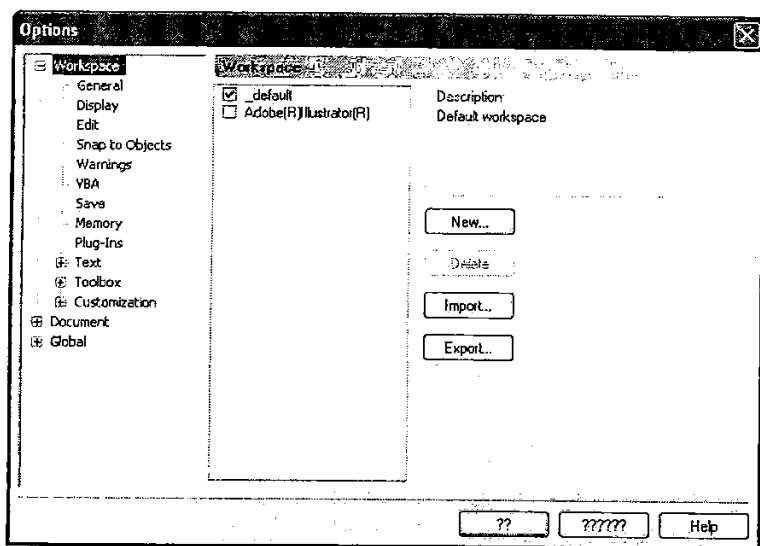 Options
Workspace
General
Display
Edit
Snap to Objects
Warnings
VBA
Save
Memory
Plug-Ins
Text
Toolbox
Customization
Document
Global
Workspace
_default
Adobe(R)Illustrator(R)
Description:
Default workspace
New...
Delete
Import...
Export...
??
??????
Help